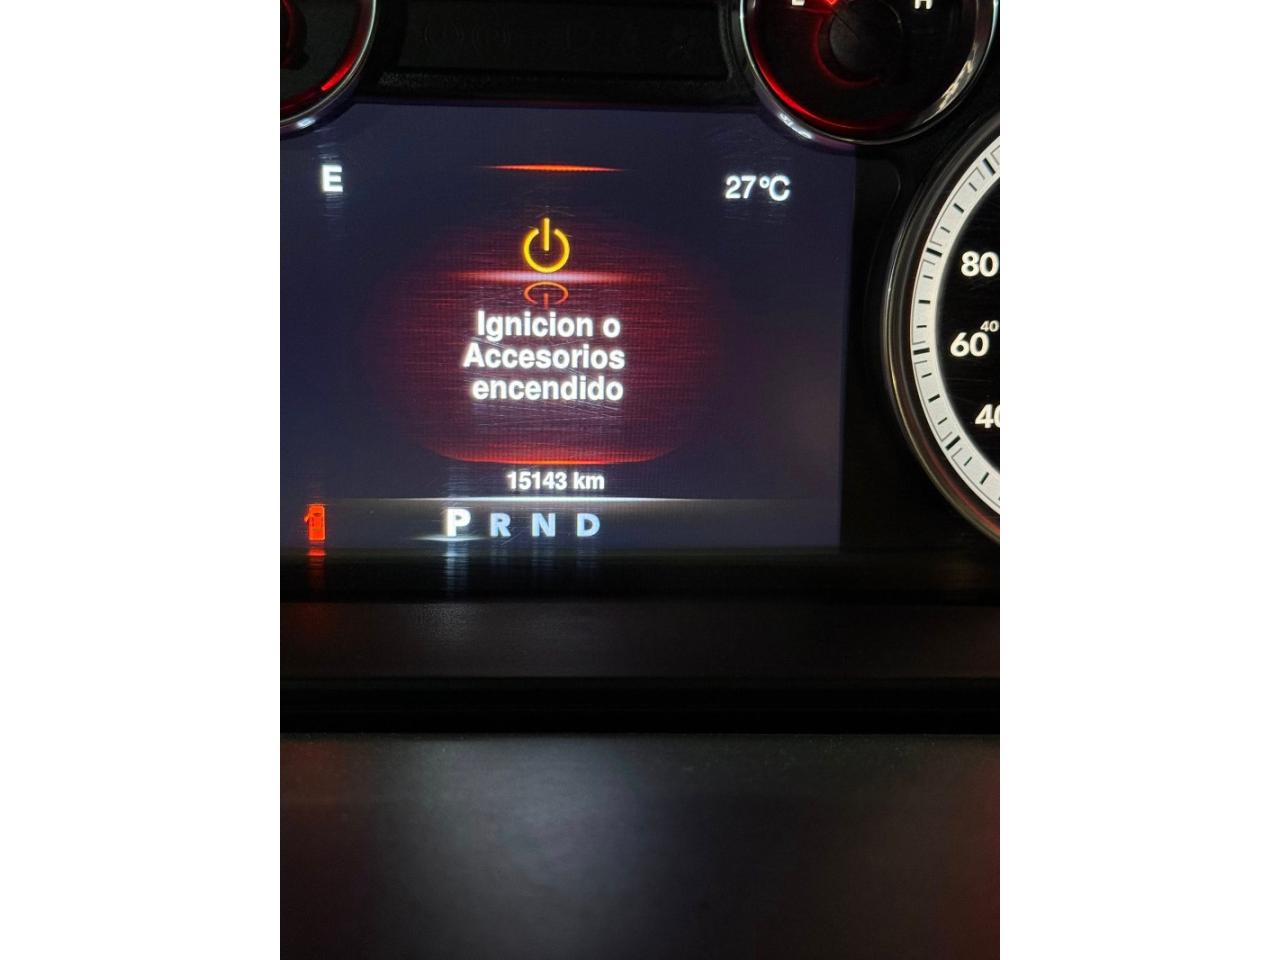 H
E
27°C
Ignicion o
Accesorios
encendido
15143 km
P R N D
80
60
40
40